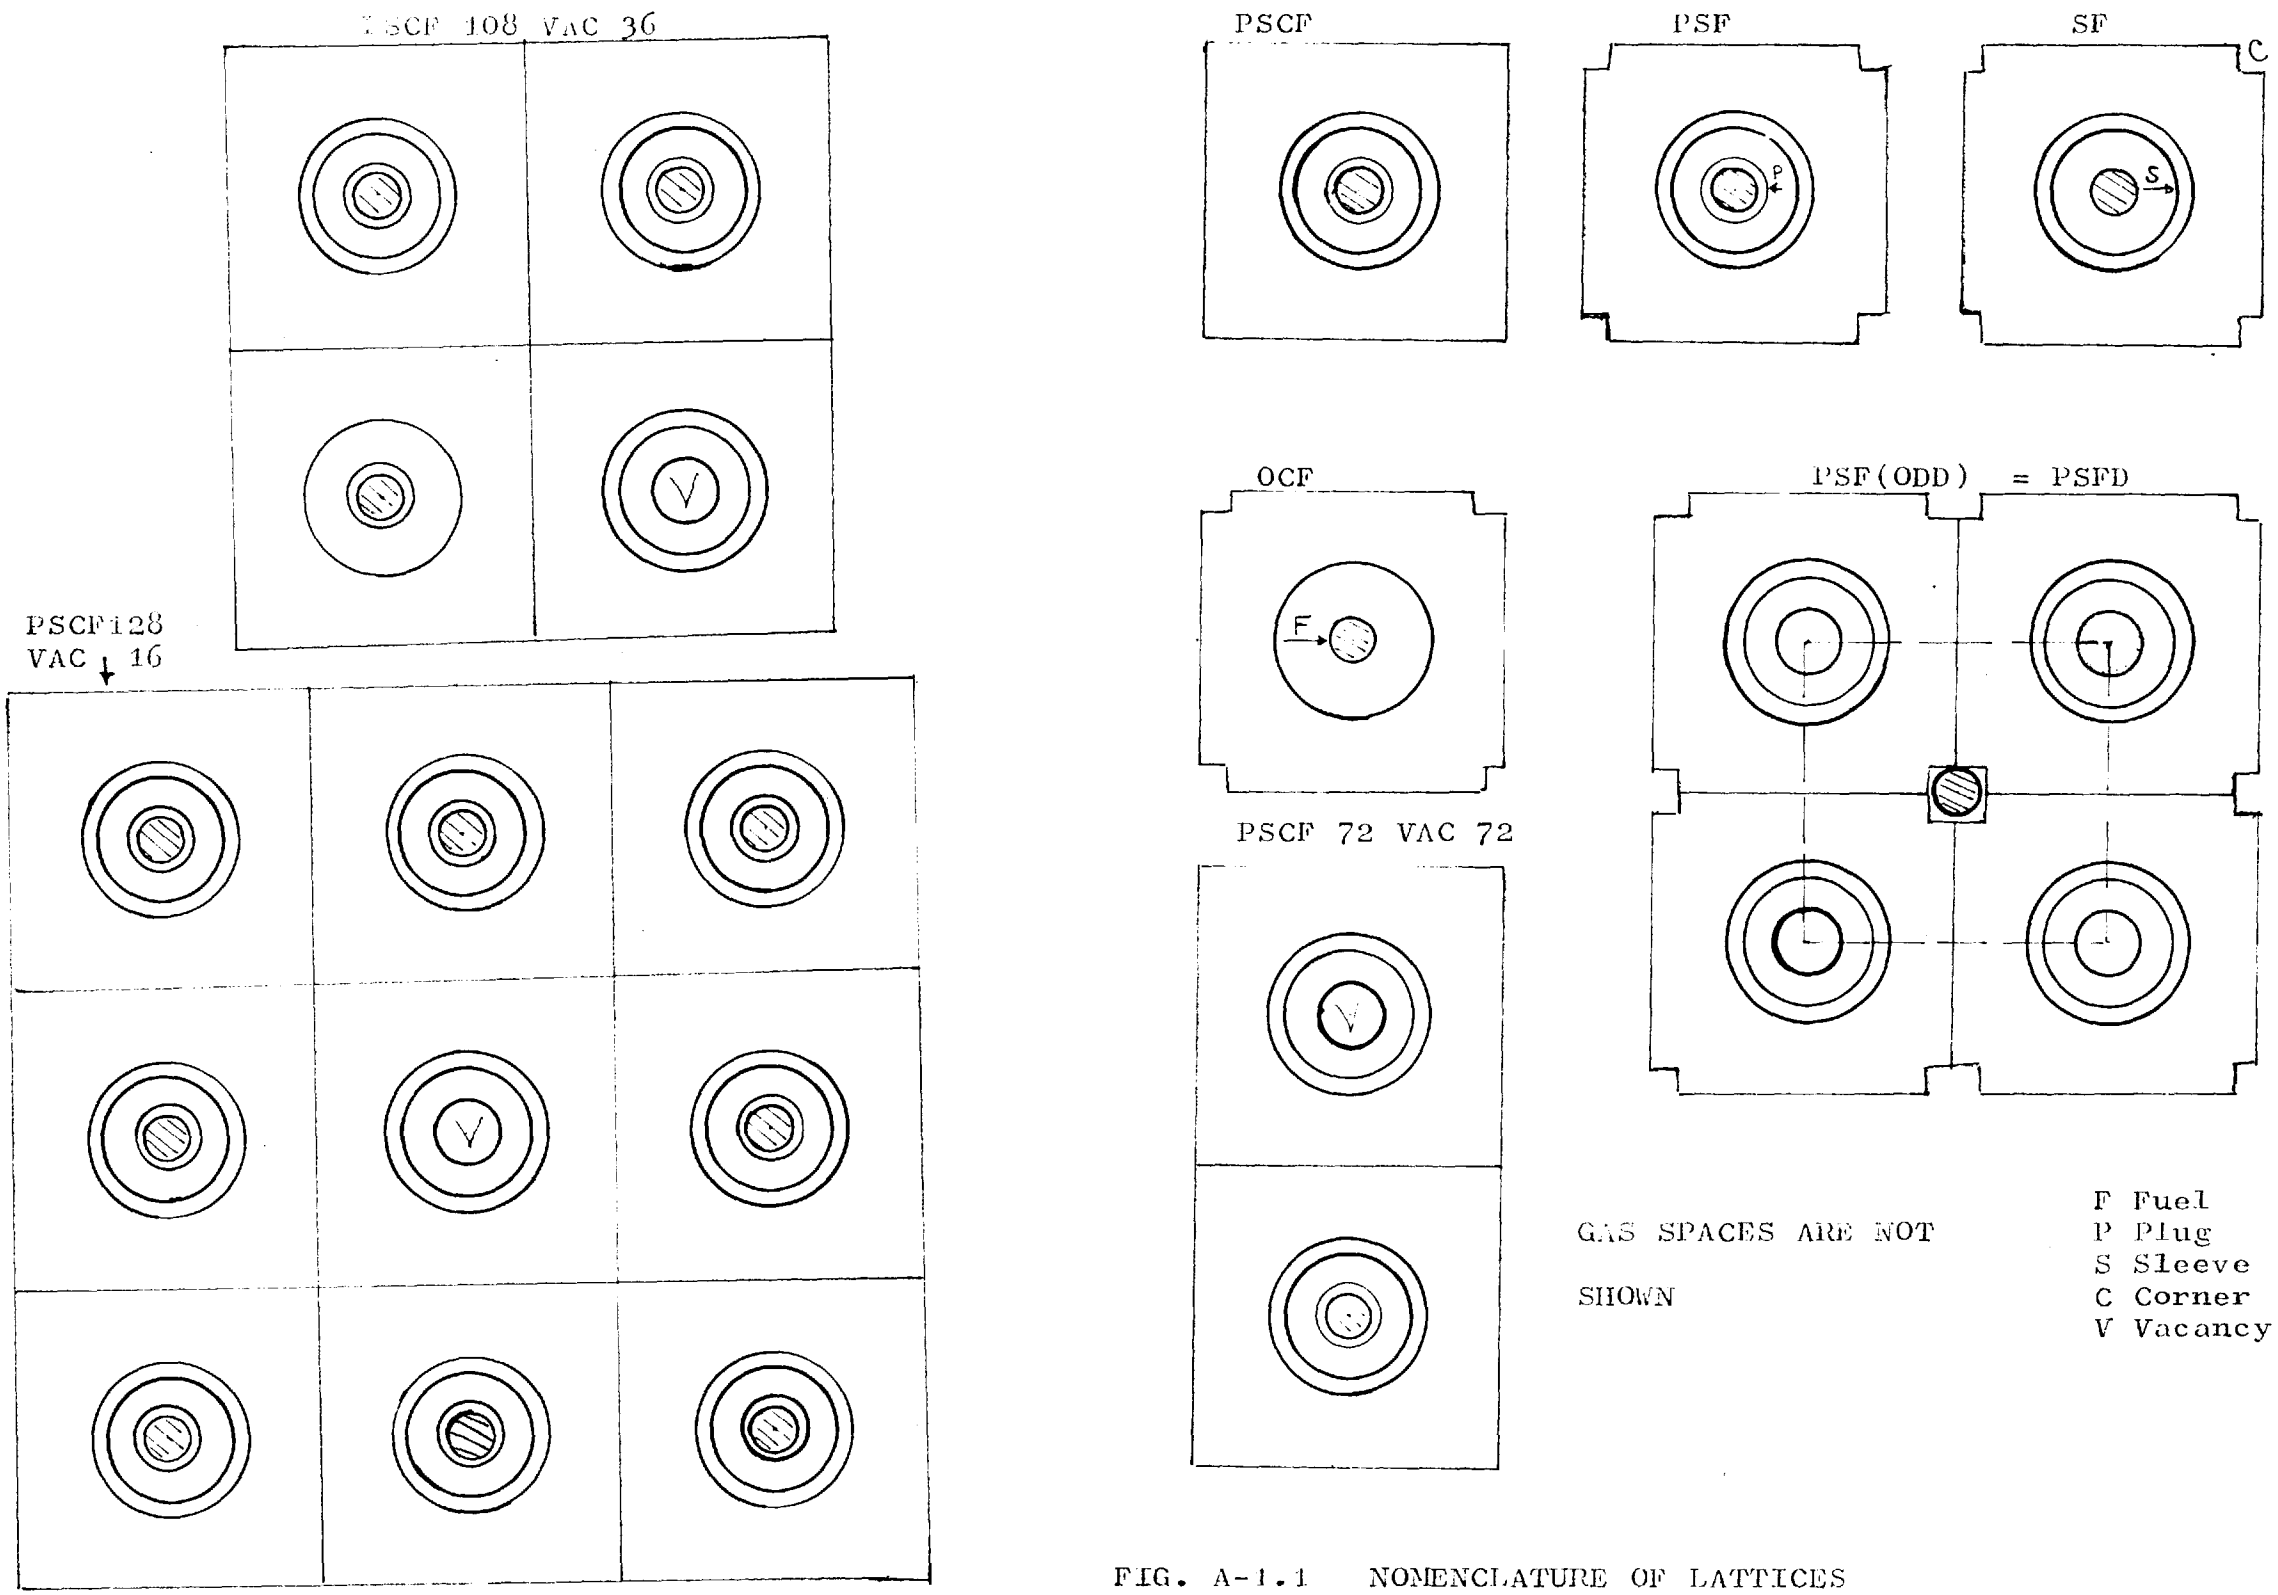 PSCF 108 VAC 36
PSCF
PSF
SF
C
P
S
OCF
PSF(ODD) = PSFD
F
V
PSCF128
VAC 16
PSCF 72 VAC 72
V
V
GAS SPACES ARE NOT
SHOWN
F Fuel
P Plug
S Sleeve
C Corner
V Vacancy
FIG. A-1.1 NOMENCLATURE OF LATTICES